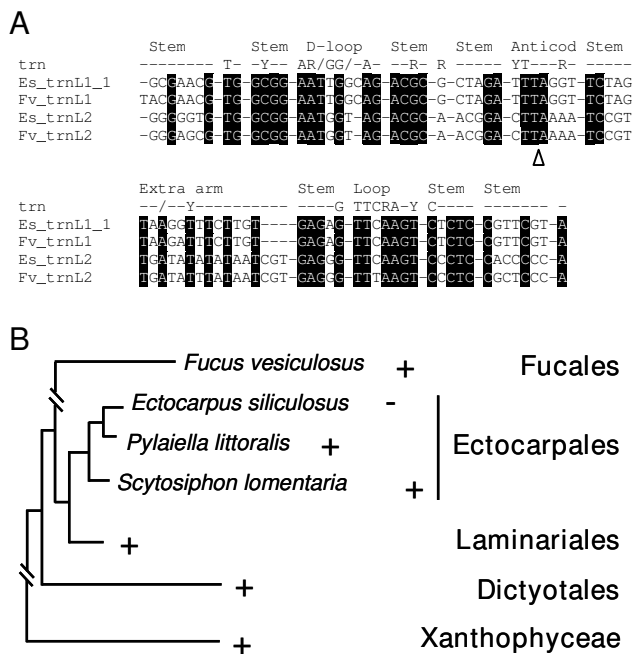 A
Stem Stem D-loop Stem Stem Anticod Stem
trn ---------T- --Y-- AR/GG/-A- ---R- R ----- YT---R- -----
Es_trnL1_1 -GCGAACG-TG-GCGG-AATTGGCAG-ACGC-G-CTAGA-TTTAGGT-TCTAG
Fv_trnL1 TACGAACG-TG-GCGG-AATTGGCAG-ACGC-G-CTAGA-TTTAGGT-TCTAG
Es_trnL2 -GGGGGTG-TG-GCGG-AATGGT-AG-ACGC-A-ACGGA-CTTAAAA-TCCGT
Fv_trnL2 -GGGAGCG-TG-GCGG-AATGGT-AG-ACGC-A-ACGGA-CTTAAAA-TCCGT
Extra arm Stem Loop Stem Stem
trn --/--Y---------- ----G TTCRA-Y C---- ------- -
Es_trnL1_1 TAAGGTTTCTTGT----GAGAG-TTCAAGT-CTCTC-CGTTCGT-A
Fv_trnL1 TAAGATTTCTTGT----GAGAG-TTCAAGT-CTCTC-CGTTCGT-A
Es_trnL2 TGATATATATAATCGT-GAGGG-TTCAAGT-CCCTC-CACCCCC-A
Fv_trnL2 TGATATTTATAATCGT-GAGGG-TTTAAGT-CCCTC-CGCTCCC-A
B
Fucus vesiculosus + Fucales
Ectocarpus siliculosus -
Pylaiella littoralis + Ectocarpales
Scytosiphon lomentaria +
+ Laminariales
+ Dictyotales
+ Xanthophyceae